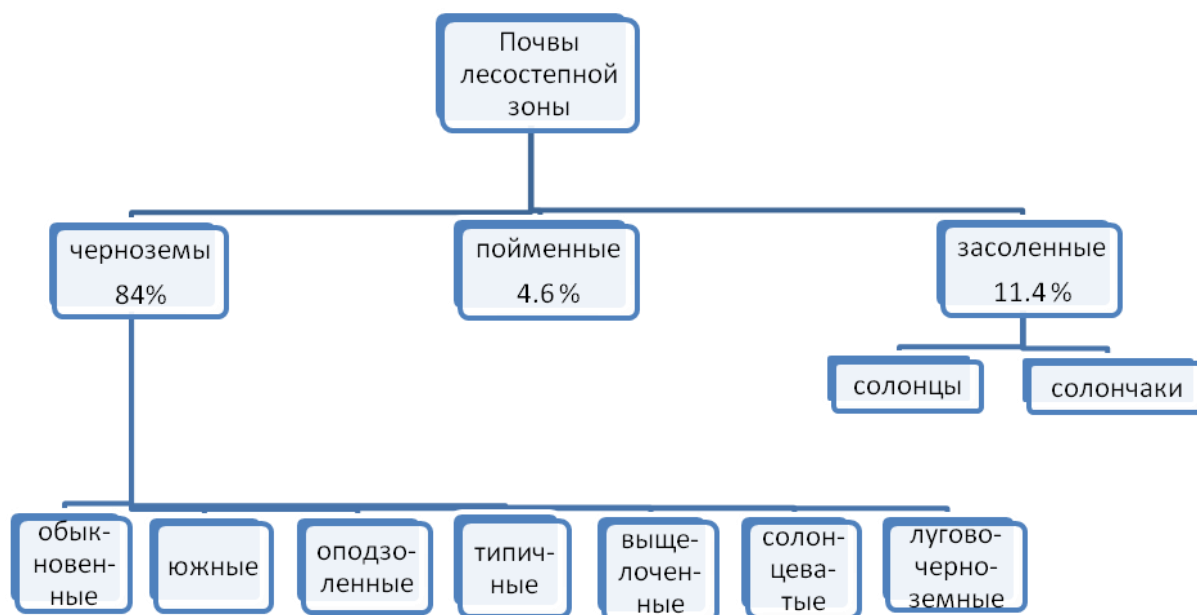 Почвы
лесостепной
зоны
черноземы
84%
пойменные
4.6%
засоленные
11.4%
солонцы
солончаки
обык-
новен-
ные
южные
оподзо-
ленные
типич-
ные
выще-
лочен-
ные
солон-
цева-
тые
лугово-
черно-
земные